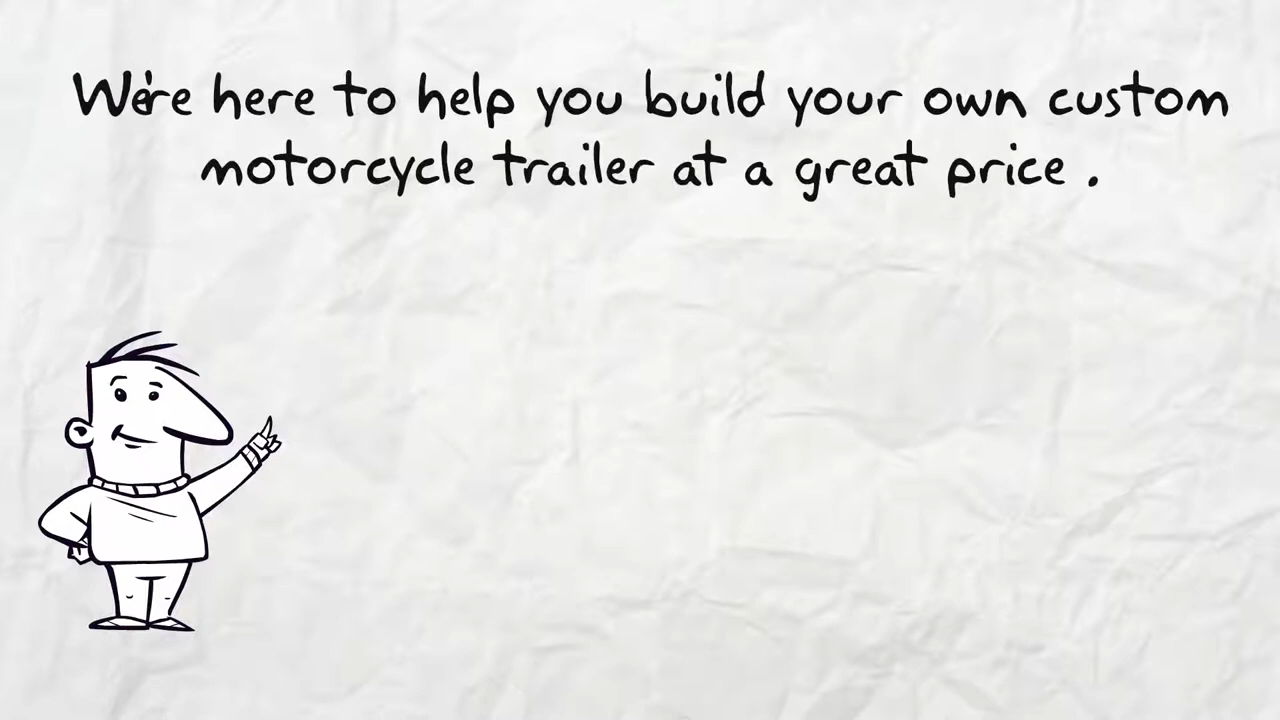 We're here to help you build your own custom
motorcycle trailer at a great price .